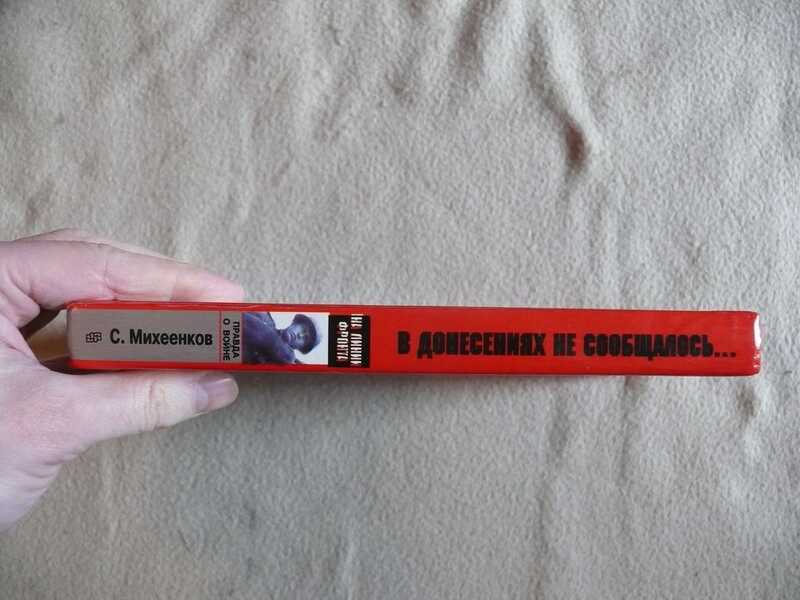 С. Михеенков
ПРАВДА
О ВОЙНЕ
НА ЛИНИИ
ФРОНТА
В ДОНЕСЕНИЯХ НЕ СООБЩАЛОСЬ...